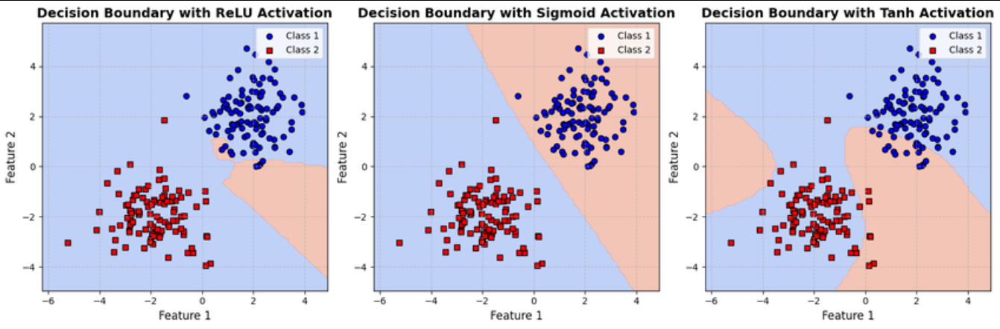 Decision Boundary with ReLU Activation
Class 1
Class 2
4
2
0
−2
−4
Feature 2
−6
−4
−2
0
2
4
Feature 1
Decision Boundary with Sigmoid Activation
Class 1
Class 2
4
2
0
−2
−4
Feature 2
−6
−4
−2
0
2
4
Feature 1
Decision Boundary with Tanh Activation
Class 1
Class 2
4
2
0
−2
−4
Feature 2
−6
−4
−2
0
2
4
Feature 1